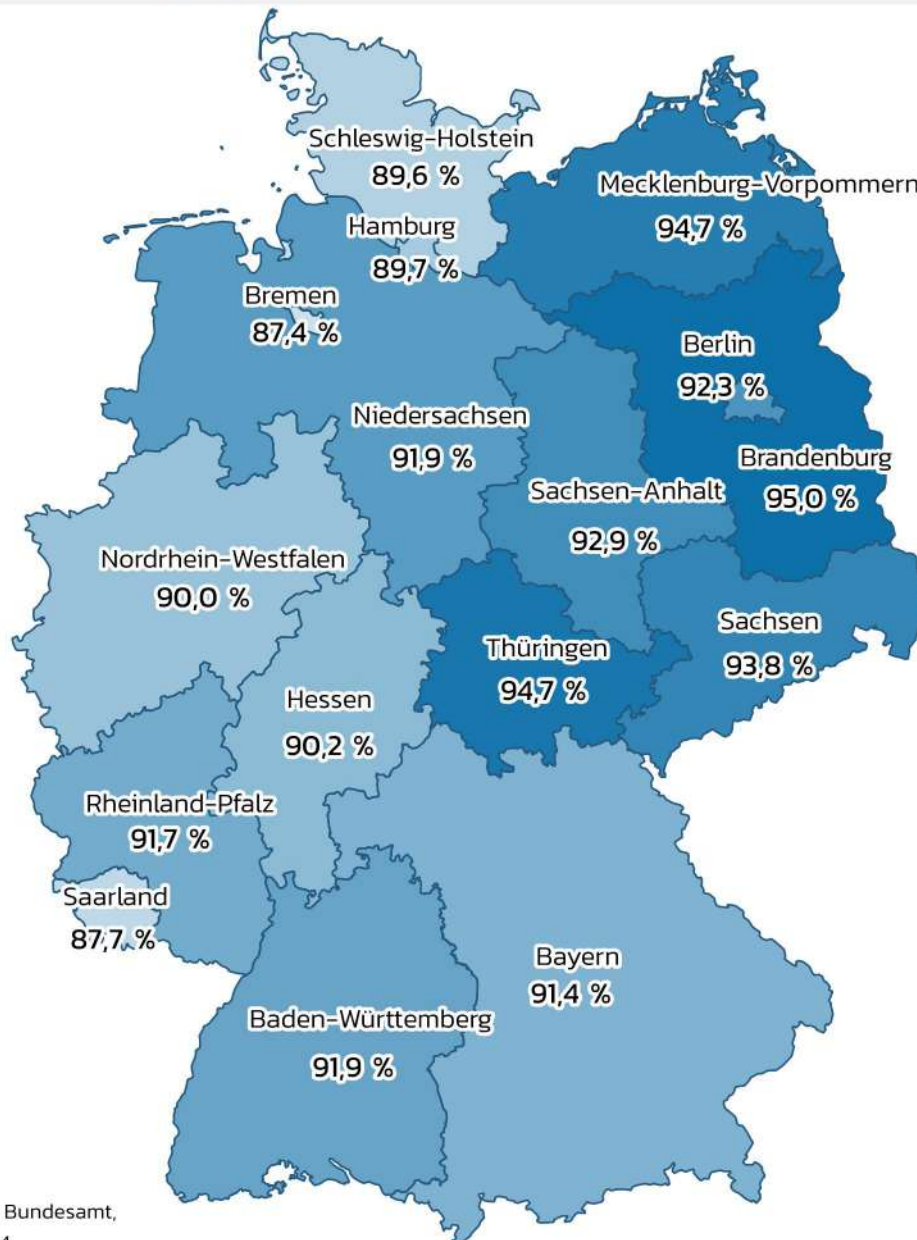 Schleswig-Holstein
89,6 %
Mecklenburg-Vorpommern
94,7 %
Hamburg
89,7 %
Bremen
87,4 %
Berlin
92,3 %
Niedersachsen
91,9 %
Brandenburg
95,0 %
Sachsen-Anhalt
92,9 %
Nordrhein-Westfalen
90,0 %
Sachsen
93,8 %
Thüringen
94,7 %
Hessen
90,2 %
Rheinland-Pfalz
91,7 %
Saarland
87,7 %
Bayern
91,4 %
Baden-Württemberg
91,9 %
Bundesamt,